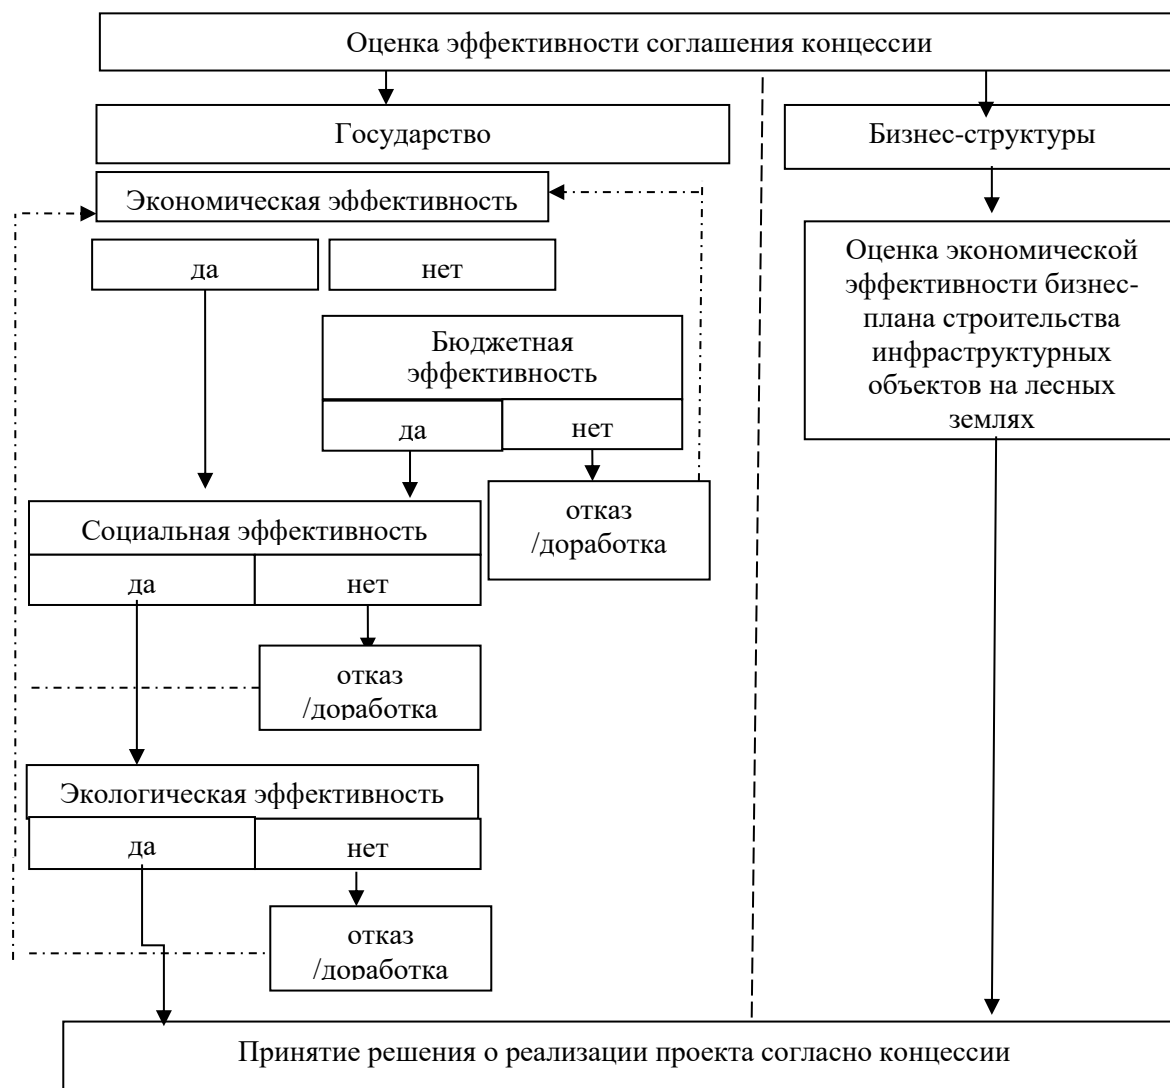 Оценка эффективности соглашения концессии
Государство
Бизнес-структуры
Экономическая эффективность
да
нет
Оценка экономической
эффективности бизнес-
плана строительства
инфраструктурных
объектов на лесных
землях
Бюджетная
эффективность
да
нет
отказ
/доработка
Социальная эффективность
да
нет
отказ
/доработка
Экологическая эффективность
да
нет
отказ
/доработка
Принятие решения о реализации проекта согласно концессии